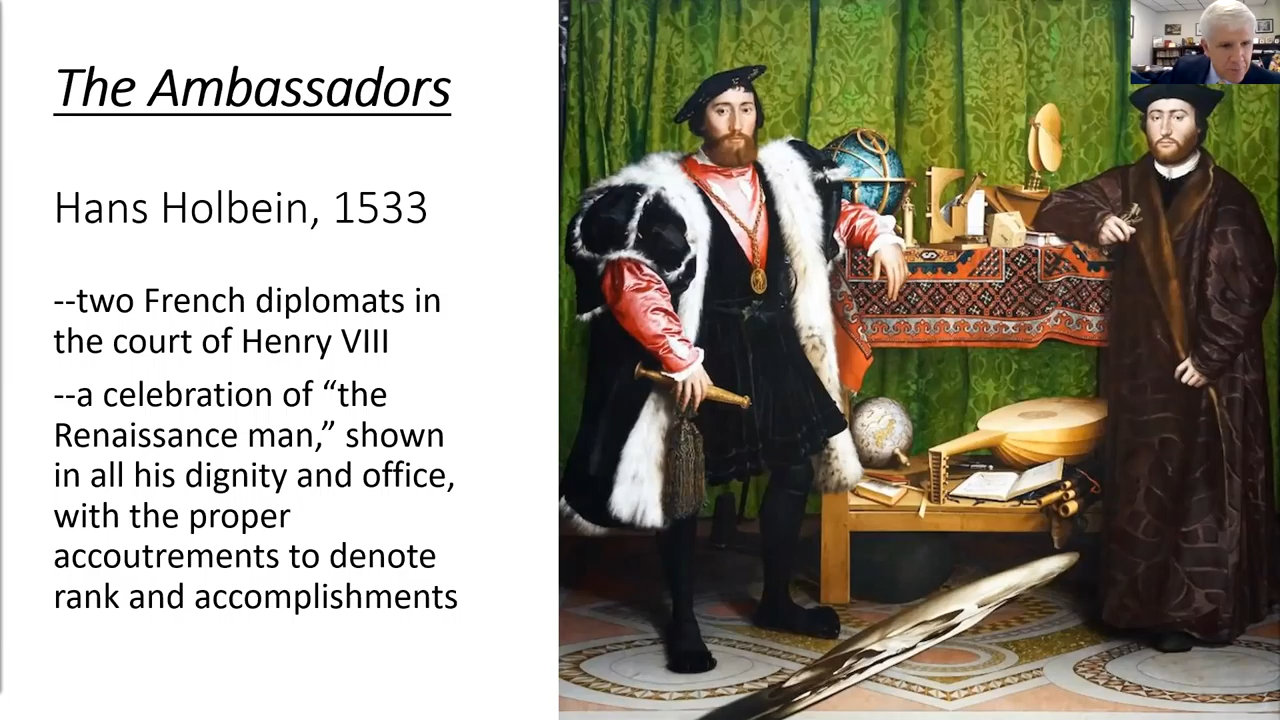 The Ambassadors
Hans Holbein, 1533
--two French diplomats in
the court of Henry VIII
--a celebration of “the
Renaissance man,” shown
in all his dignity and office,
with the proper
accoutrements to denote
rank and accomplishments